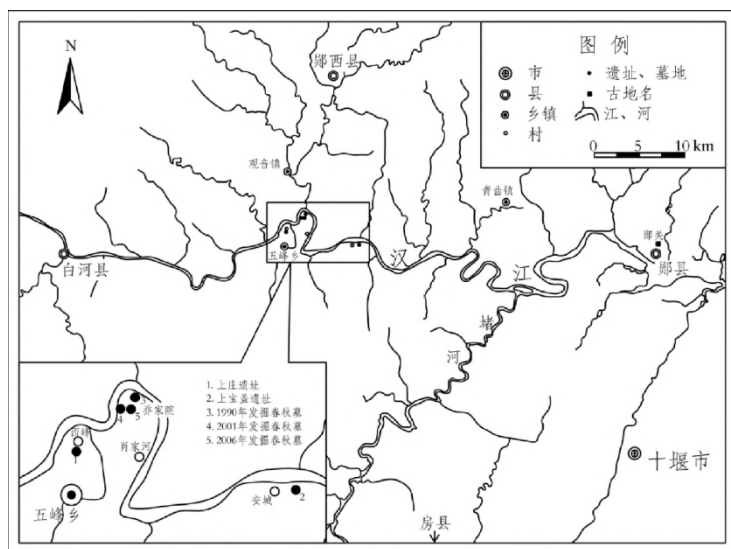 N
图 例
市
县
乡镇
村
遗址、墓地
古地名
江、河
0 5 10 km
郧西县
观音镇
青曲镇
郧关
郧县
白河县
五峰乡
汉
江
堵
河
十堰市
房县
1. 上庄遗址
2. 上宝盖遗址
3. 1990年发掘春秋墓
4. 2001年发掘春秋墓
5. 2006年发掘春秋墓
3
4
5
乔家院
西峰
1
肖家河
五峰乡
安城
2